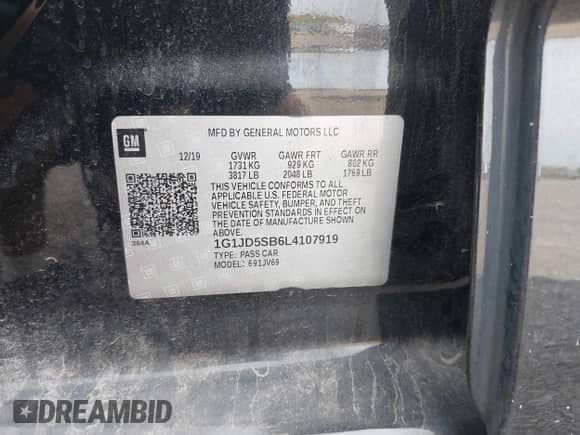 GM
MFD BY GENERAL MOTORS LLC
12/19 GVWR GAWR FRT GAWR RR
1731 KG 929 KG 802 KG
3817 LB 2048 LB 1769 LB
THIS VEHICLE CONFORMS TO ALL
APPLICABLE U.S. FEDERAL MOTOR
VEHICLE SAFETY, BUMPER, AND THEFT
PREVENTION STANDARDS IN EFFECT ON
THE DATE OF MANUFACTURE SHOWN
ABOVE.
384A
1G1JD5SB6L4107919
TYPE: PASS CAR
MODEL: 691JV69
DREAMBID